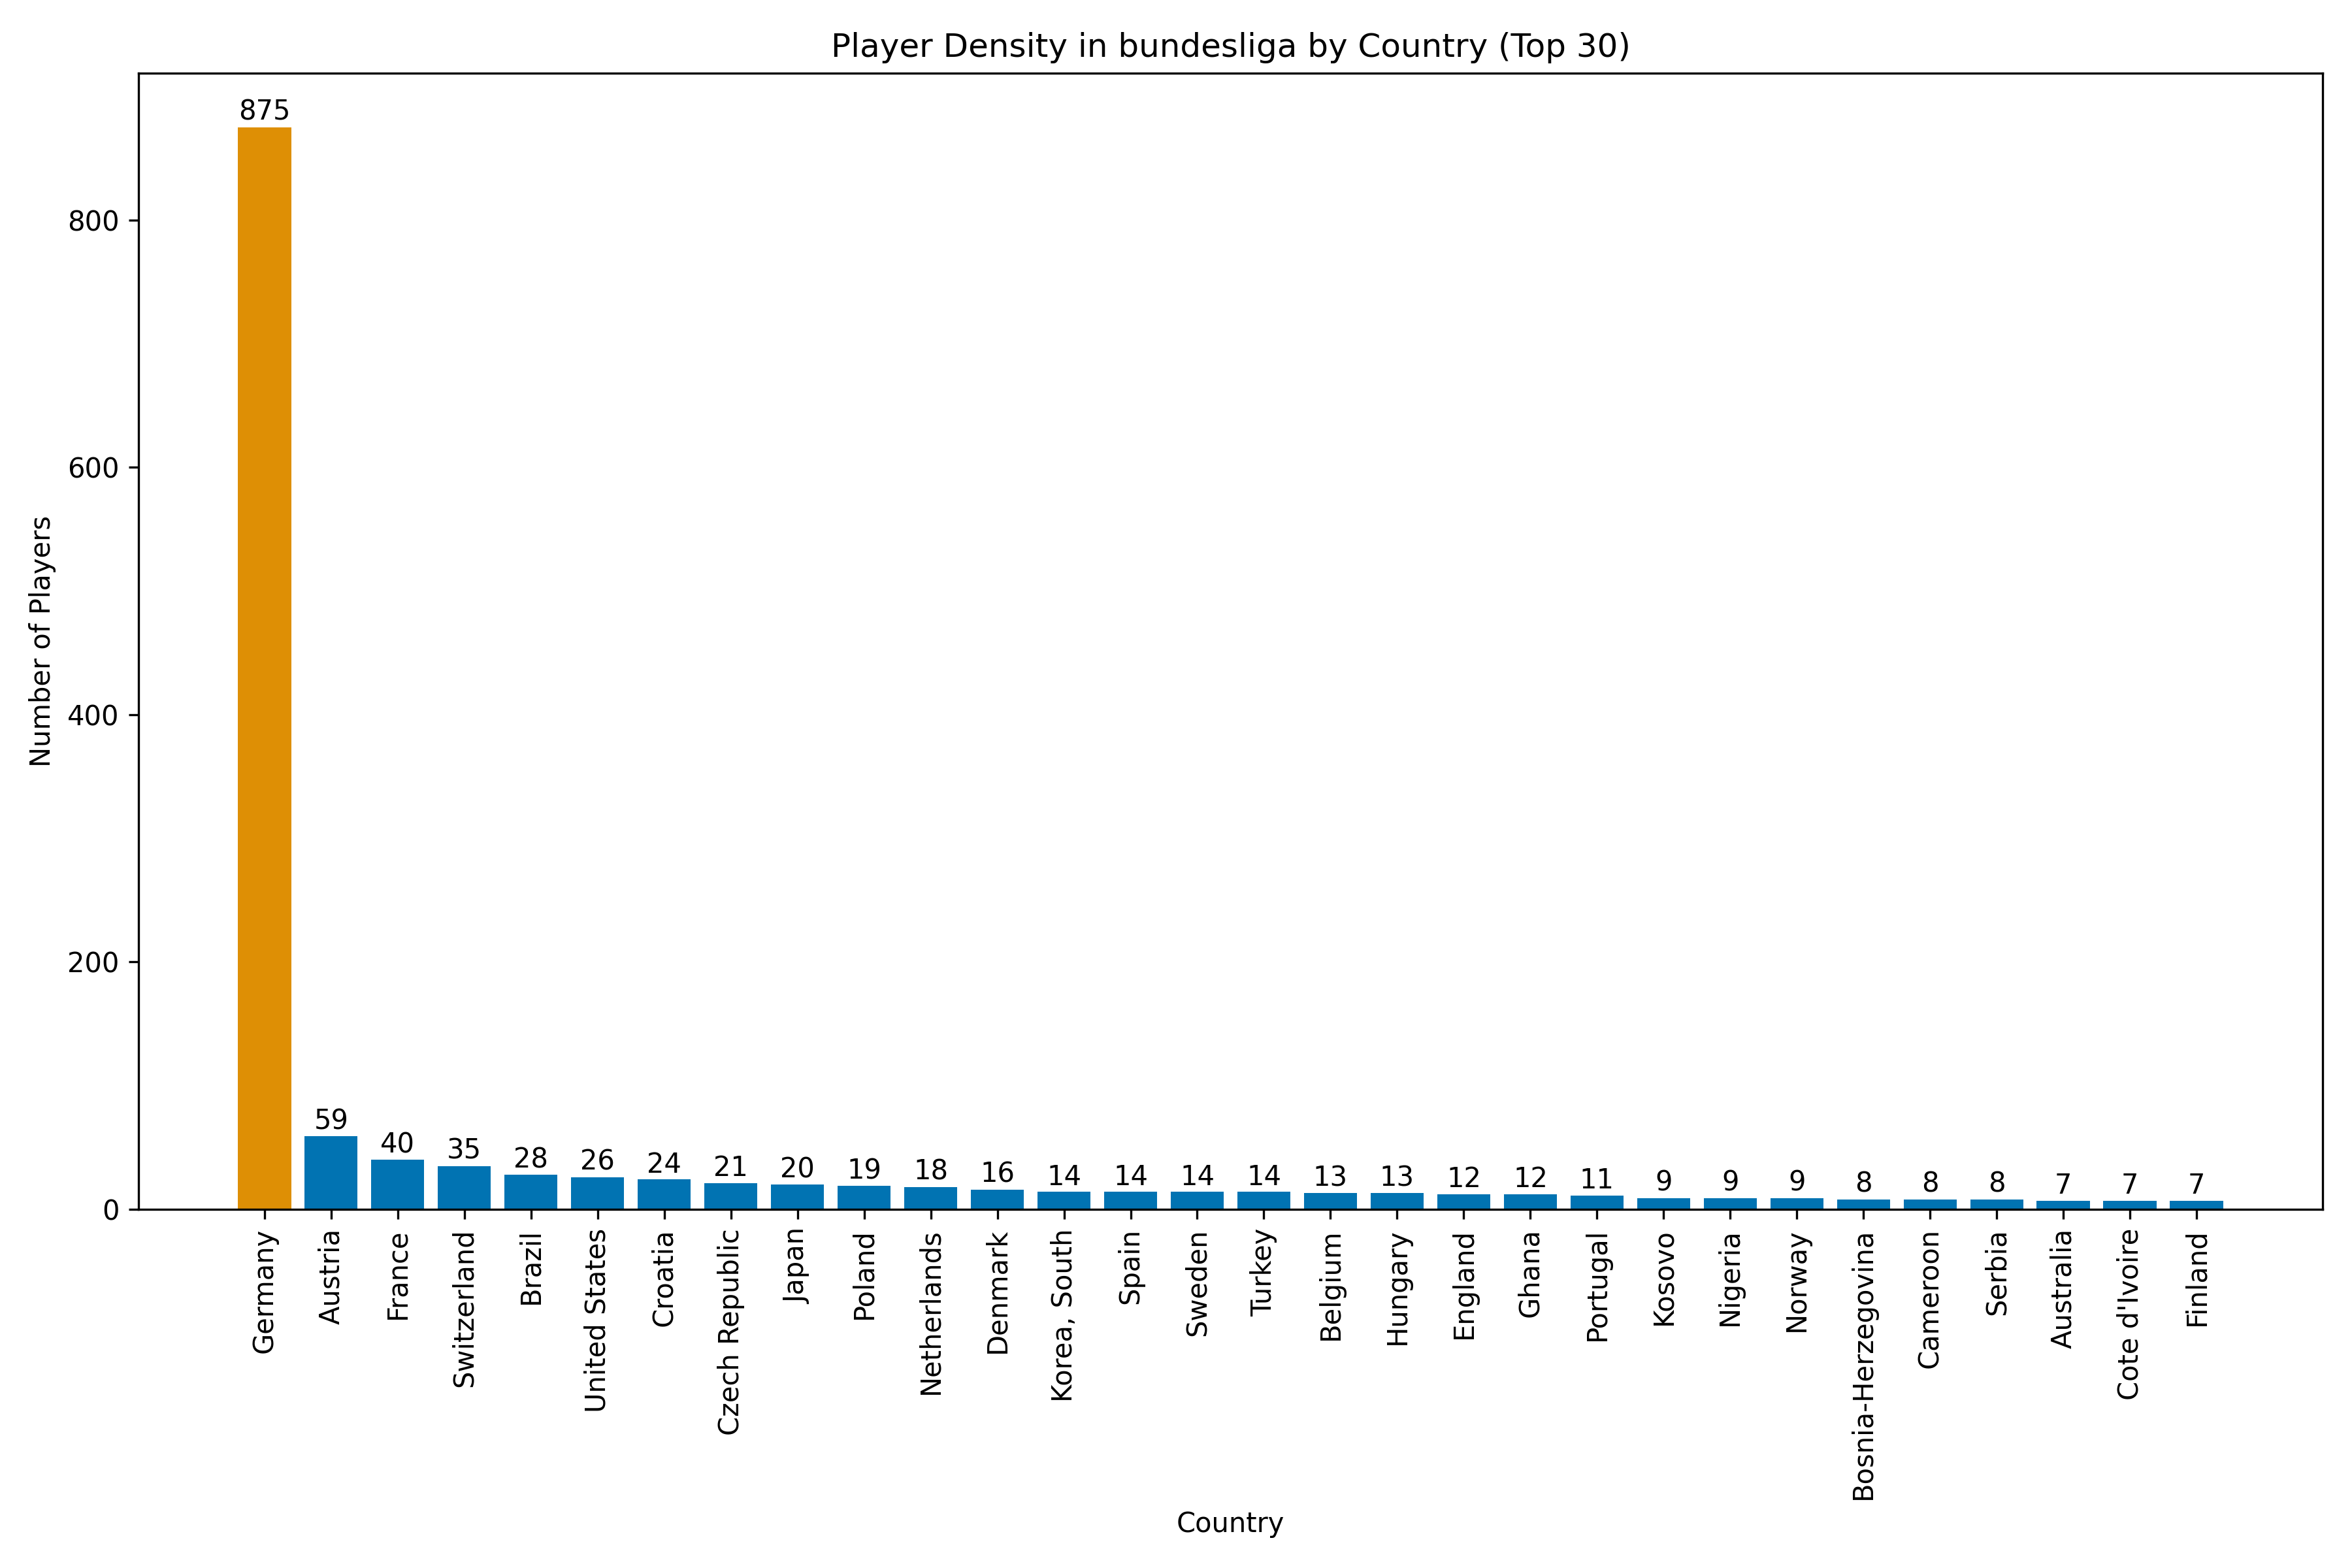 Player Density in bundesliga by Country (Top 30)
Number of Players
800
600
400
200
0
875
59
40
35
28
26
24
21
20
19
18
16
14
14
14
14
13
13
12
12
11
9
9
9
8
8
8
7
7
7
Germany
Austria
France
Switzerland
Brazil
United States
Croatia
Czech Republic
Japan
Poland
Netherlands
Denmark
Korea, South
Spain
Sweden
Turkey
Belgium
Hungary
England
Ghana
Portugal
Kosovo
Nigeria
Norway
Bosnia-Herzegovina
Cameroon
Serbia
Australia
Cote d'Ivoire
Finland
Country